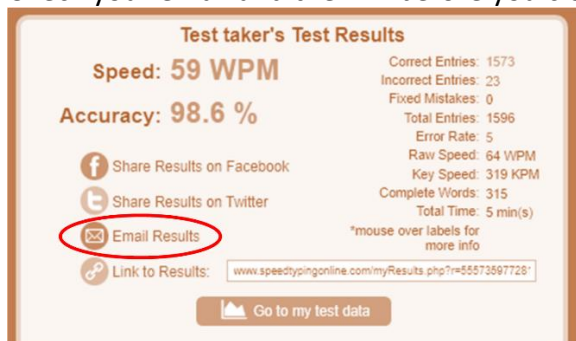 Test taker's Test Results
Speed: 59 WPM
Accuracy: 98.6 %
Share Results on Facebook
Share Results on Twitter
Email Results
Link to Results: www.speedtypingonline.com/myResults.php?r=55573597728
Correct Entries: 1573
Incorrect Entries: 23
Fixed Mistakes: 0
Total Entries: 1596
Error Rate: 5
Raw Speed: 64 WPM
Key Speed: 319 KPM
Complete Words: 315
Total Time: 5 min(s)
*mouse over labels for
more info
Go to my test data